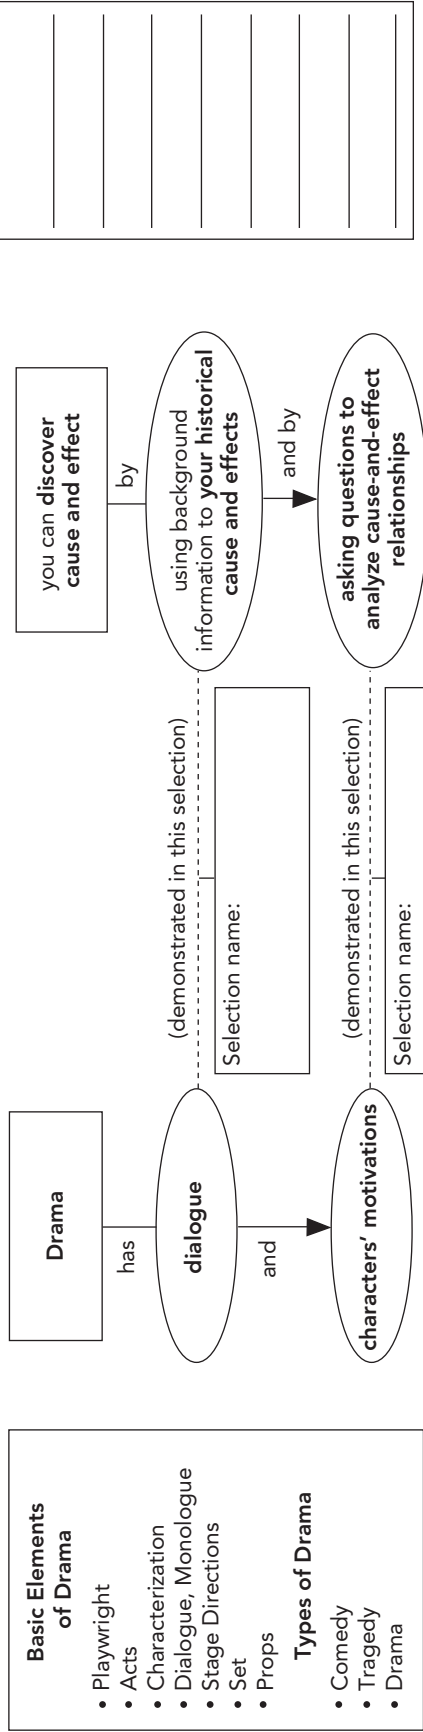 Basic Elements
of Drama
• Playwright
• Acts
• Characterization
• Dialogue, Monologue
• Stage Directions
• Set
• Props
Types of Drama
• Comedy
• Tragedy
• Drama
Drama
has
dialogue
and
characters' motivations
(demonstrated in this selection)
Selection name:
(demonstrated in this selection)
Selection name:
you can discover
cause and effect
by
using background
information to your historical
cause and effects
and by
asking questions to
analyze cause-and-effect
relationships